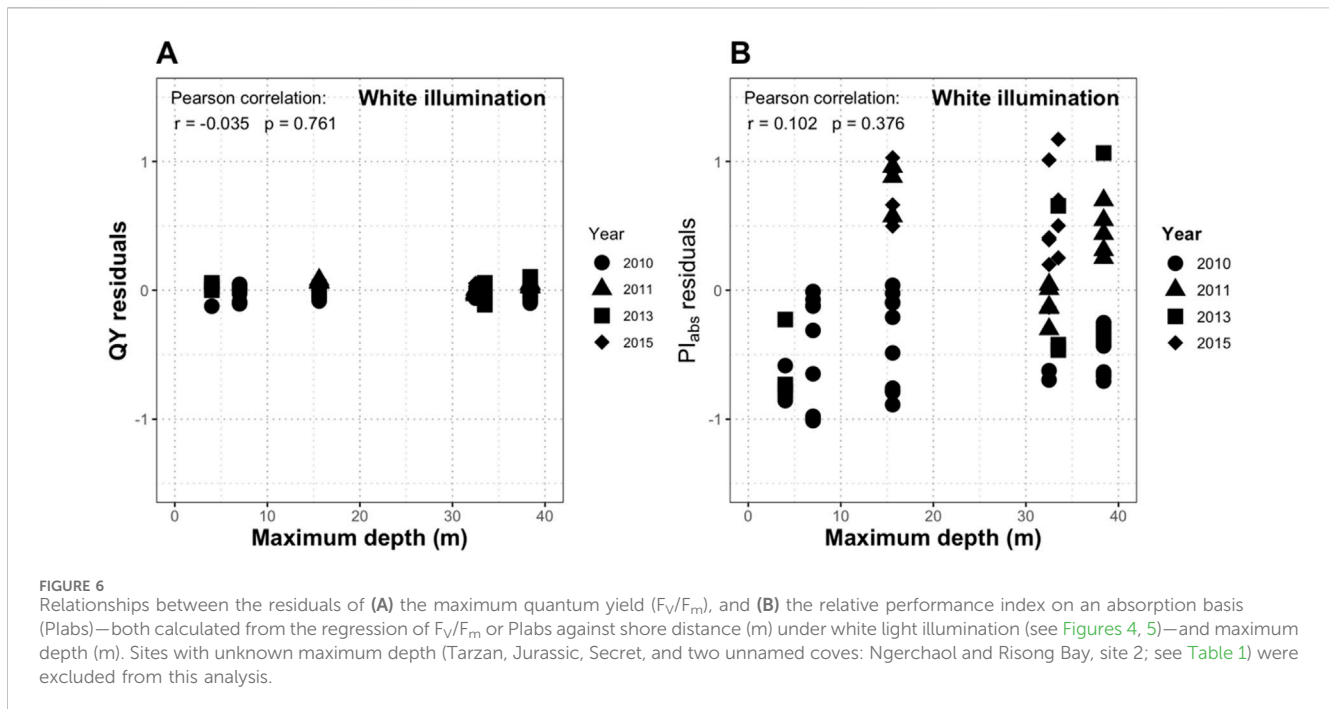 A
Pearson correlation:
White illumination
r = -0.035 p = 0.761
1
0
-1
QY residuals
0
10
20
30
40
Maximum depth (m)
Year
2010
2011
2013
2015
B
Pearson correlation:
White illumination
r = 0.102 p = 0.376
1
0
-1
PIabs residuals
0
10
20
30
40
Maximum depth (m)
Year
2010
2011
2013
2015
FIGURE 6
Relationships between the residuals of (A) the maximum quantum yield (FV/Fm), and (B) the relative performance index on an absorption basis
(PIabs)—both calculated from the regression of FV/Fm or PIabs against shore distance (m) under white light illumination (see Figures 4, 5)—and maximum
depth (m). Sites with unknown maximum depth (Tarzan, Jurassic, Secret, and two unnamed coves: Ngerchaol and Risong Bay, site 2; see Table 1) were
excluded from this analysis.